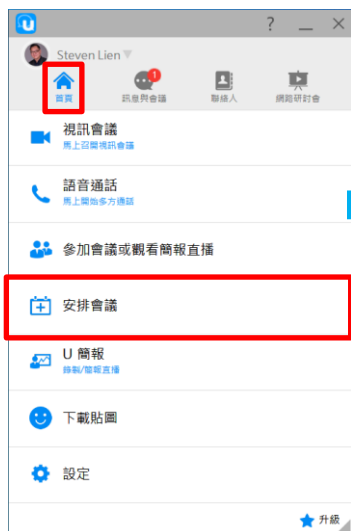 U
?
Steven Lien
1
首頁
訊息與會議
聯絡人
網路研討會
視訊會議
馬上召開視訊會議
語音通話
馬上開始多方通話
參加會議或觀看簡報直播
安排會議
U 簡報
錄製/簡報直播
下載貼圖
設定
升級